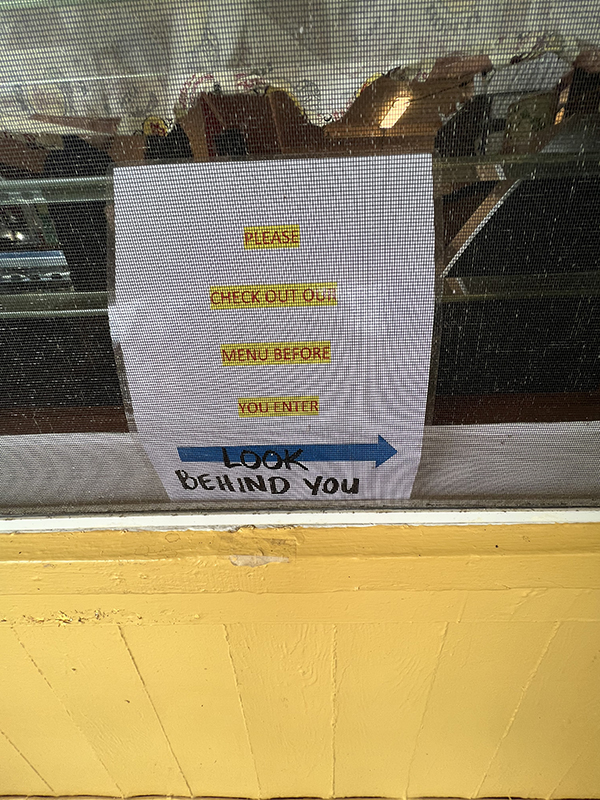 PLEASE
CHECK OUT OUR
MENU BEFORE
YOU ENTER
LOOK
BEHIND YOU